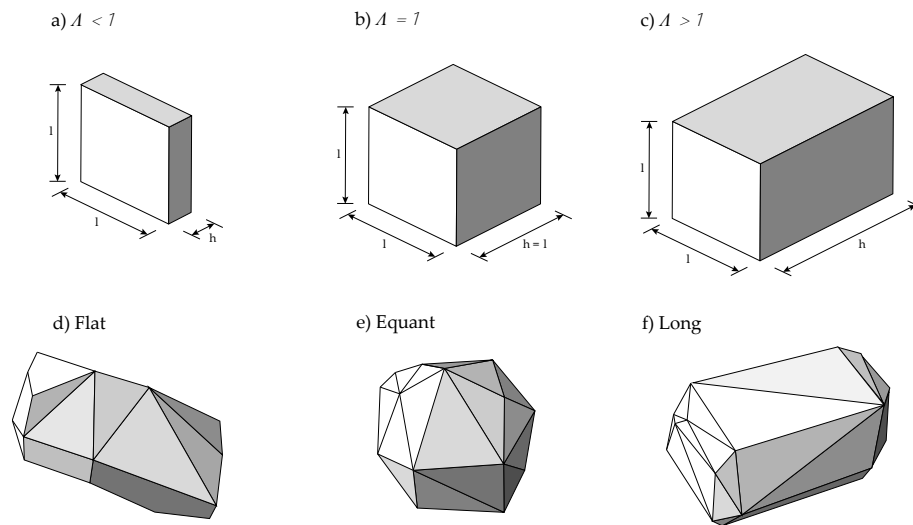 a) Λ < 1
b) Λ = 1
c) Λ > 1
l
l
h
l
l
h = l
l
l
h
d) Flat
e) Equant
f) Long